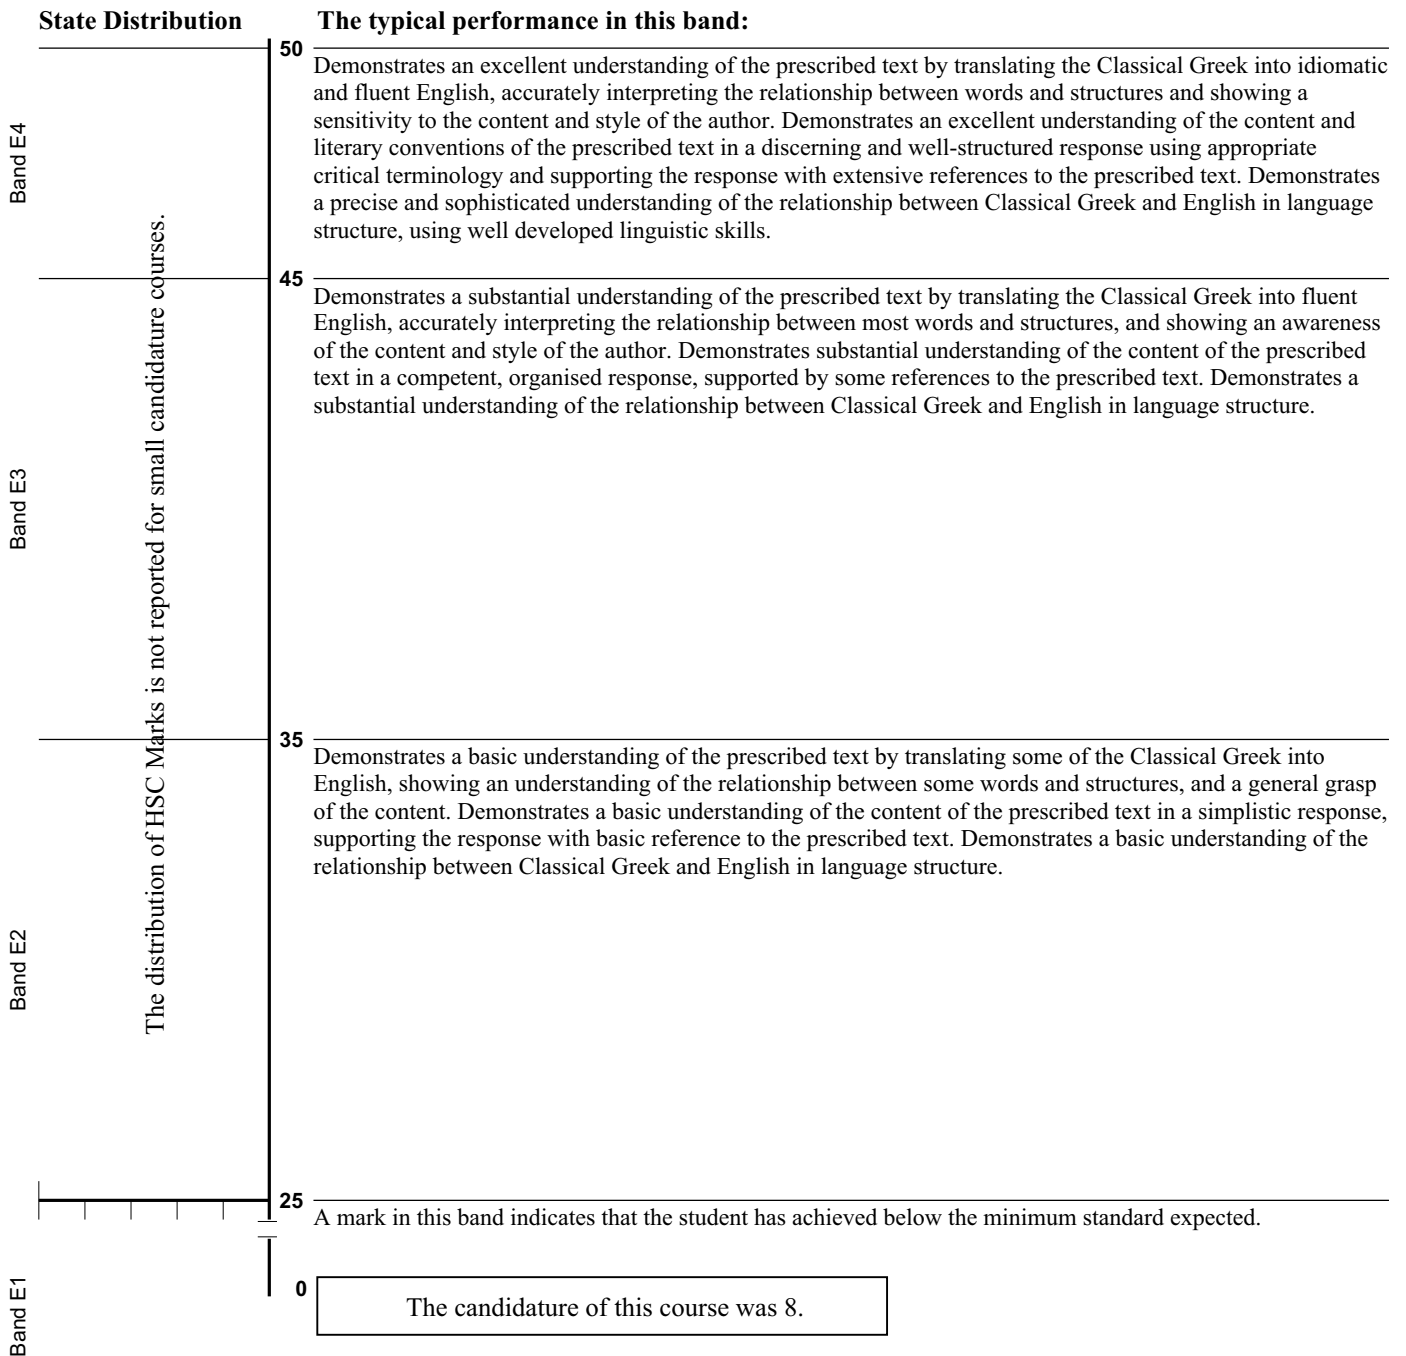 State Distribution
The typical performance in this band:
50
Demonstrates an excellent understanding of the prescribed text by translating the Classical Greek into idiomatic
and fluent English, accurately interpreting the relationship between words and structures and showing a
sensitivity to the content and style of the author. Demonstrates an excellent understanding of the content and
literary conventions of the prescribed text in a discerning and well-structured response using appropriate
critical terminology and supporting the response with extensive references to the prescribed text. Demonstrates
a precise and sophisticated understanding of the relationship between Classical Greek and English in language
structure, using well developed linguistic skills.
Band E4
45
Demonstrates a substantial understanding of the prescribed text by translating the Classical Greek into fluent
English, accurately interpreting the relationship between most words and structures, and showing an awareness
of the content and style of the author. Demonstrates substantial understanding of the content of the prescribed
text in a competent, organised response, supported by some references to the prescribed text. Demonstrates a
substantial understanding of the relationship between Classical Greek and English in language structure.
Band E3
The distribution of HSC Marks is not reported for small candidature courses.
35
Demonstrates a basic understanding of the prescribed text by translating some of the Classical Greek into
English, showing an understanding of the relationship between some words and structures, and a general grasp
of the content. Demonstrates a basic understanding of the content of the prescribed text in a simplistic response,
supporting the response with basic reference to the prescribed text. Demonstrates a basic understanding of the
relationship between Classical Greek and English in language structure.
Band E2
25
A mark in this band indicates that the student has achieved below the minimum standard expected.
Band E1
0
The candidature of this course was 8.